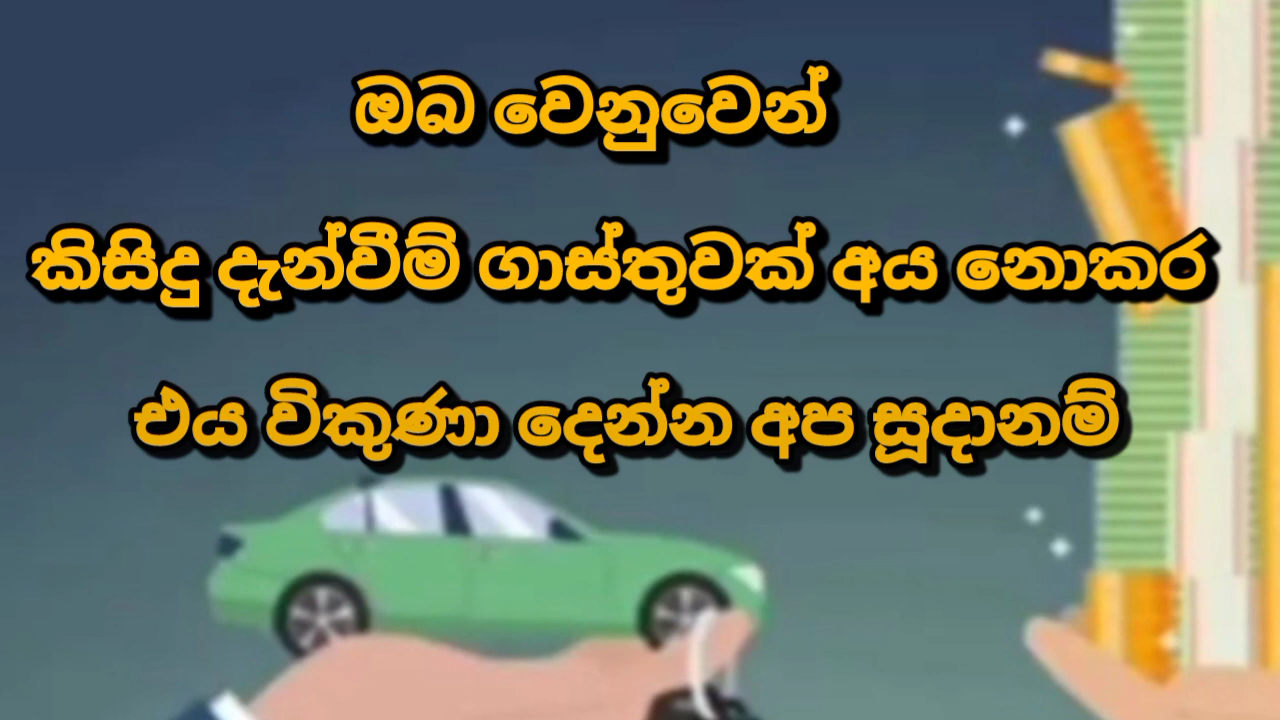 ඔබ වෙනුවෙන්
කිසිදු දැන්වීම් ගාස්තුවක් අය නොකර
එය විකුණා දෙන්න අප සූදානම්